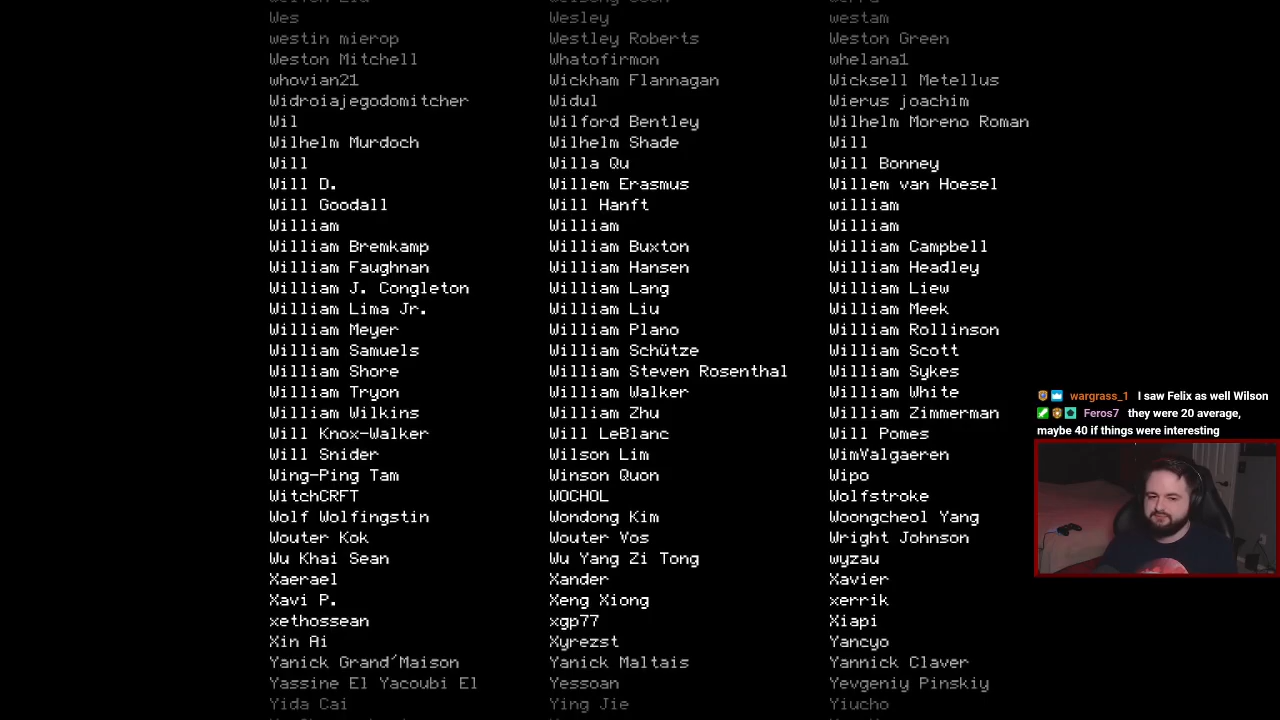 Wes Wesley westam
westin mierop Westley Roberts Weston Green
Weston Mitchell Whatofirmon whelana1
whovian21 Wickham Flannagan Wicksell Metellus
Widroiajegodomitcher Widul Wierus joachim
Wil Wilford Bentley Wilhelm Moreno Roman
Wilhelm Murdoch Wilhelm Shade Will
Will Willa Qu Will Bonney
Will D. Willem Erasmus Willem van Hoesel
Will Goodall Will Hanft william
William William William
William Bremkamp William Buxton William Campbell
William Faughnan William Hansen William Headley
William J. Congleton William Lang William Liew
William Lima Jr. William Liu William Meek
William Meyer William Plano William Rollinson
William Samuels William Schütze William Scott
William Shore William Steven Rosenthal William Sykes
William Tryon William Walker William White
William Wilkins William Zhu William Zimmerman
Will Knox-Walker Will LeBlanc Will Pomes
Will Snider Wilson Lim WimValgaeren
Wing-Ping Tam Winson Quon Wipo
WitchCRFT WOCHOL Wolfstroke
Wolf Wolfingstin Wondong Kim Woongcheol Yang
Wouter Kok Wouter Vos Wright Johnson
Wu Khai Sean Wu Yang Zi Tong wyzau
Xaerael Xander Xavier
Xavi P. Xeng Xiong xerrik
xethossean xgp77 Xiapi
Xin Ai Xyrezst Yancyo
Yanick Grand´Maison Yanick Maltais Yannick Claver
Yassine El Yacoubi El Yessoan Yevgeniy Pinskiy
Yida Cai Ying Jie Yiucho
wargrass_1 I saw Felix as well Wilson
Feros7 they were 20 average,
maybe 40 if things were interesting